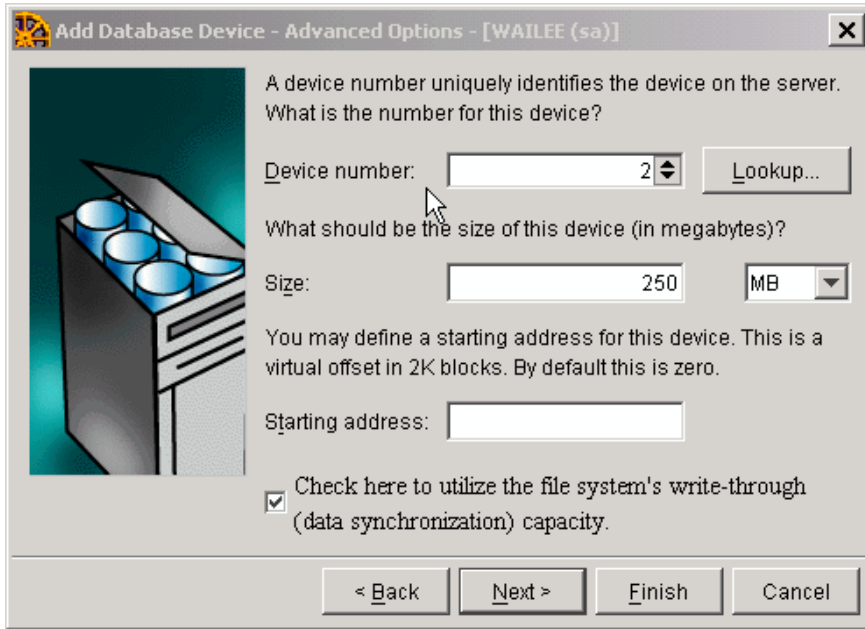 Add Database Device - Advanced Options - [WAILEE (sa)]
A device number uniquely identifies the device on the server.
What is the number for this device?
Device number: 2 Lookup...
What should be the size of this device (in megabytes)?
Size: 250 MB
You may define a starting address for this device. This is a
virtual offset in 2K blocks. By default this is zero.
Starting address:
Check here to utilize the file system's write-through
(data synchronization) capacity.
< Back Next > Finish Cancel